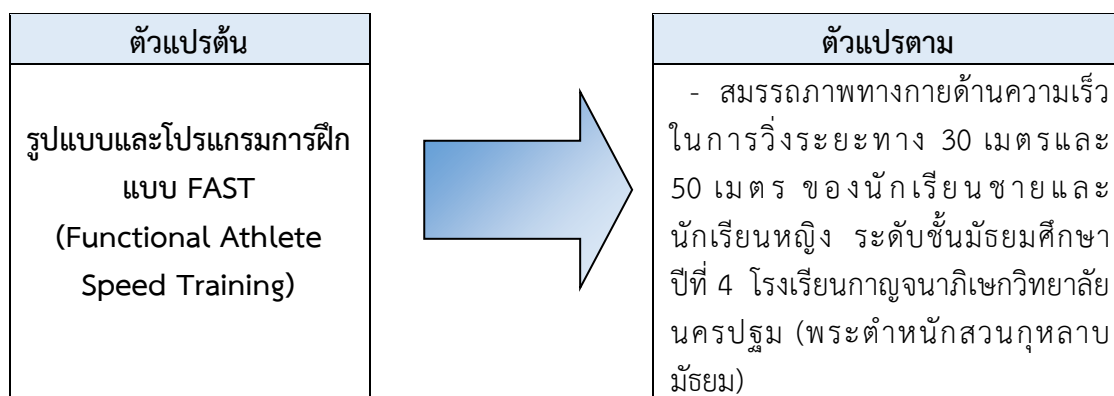 ตัวแปรต้น
รูปแบบและโปรแกรมการฝึก
แบบ FAST
(Functional Athlete
Speed Training)
ตัวแปรตาม
- สมรรถภาพทางกายด้านความเร็ว
ในการวิ่งระยะทาง 30 เมตรและ
50 เมตร ของนักเรียนชายและ
นักเรียนหญิง ระดับชั้นมัธยมศึกษา
ปีที่ 4 โรงเรียนกาญจนาภิเษกวิทยาลัย
นครปฐม (พระตำหนักสวนกุหลาบ
มัธยม)